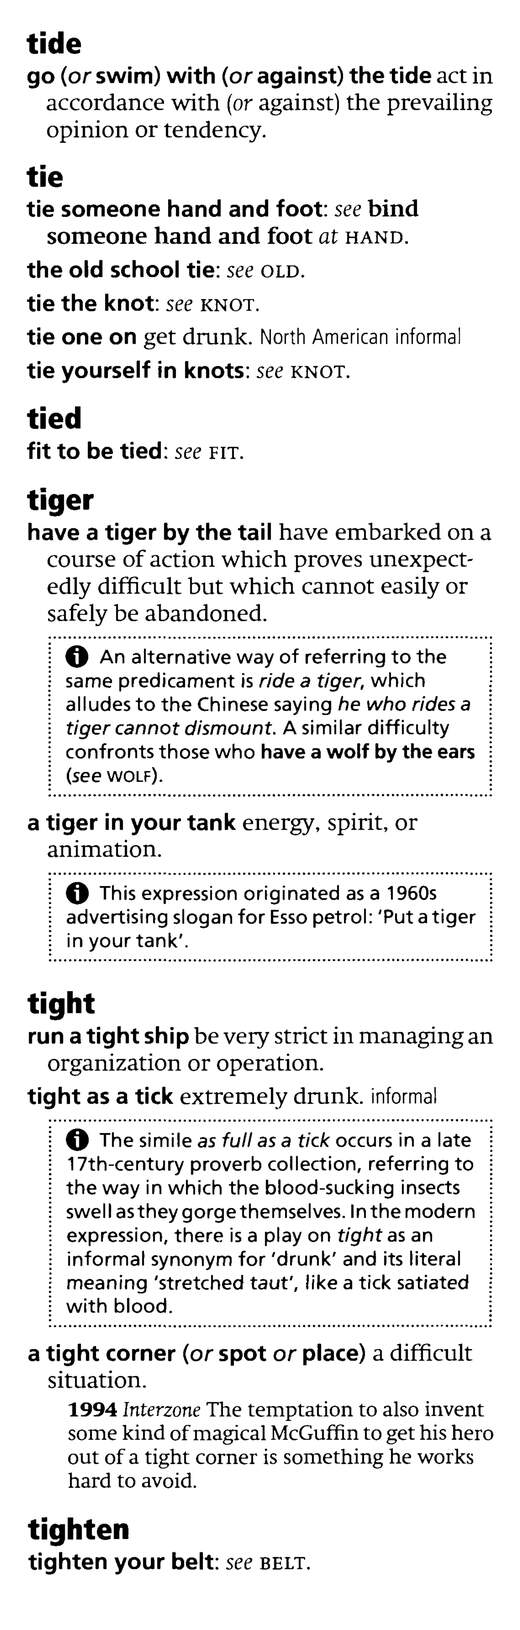 tide
go (or swim) with (or against) the tide act in
accordance with (or against) the prevailing
opinion or tendency.
tie
tie someone hand and foot: see bind
someone hand and foot at HAND.
the old school tie: see OLD.
tie the knot: see KNOT.
tie one on get drunk. North American informal
tie yourself in knots: see KNOT.
tied
fit to be tied: see FIT.
tiger
have a tiger by the tail have embarked on a
course of action which proves unexpect-
edly difficult but which cannot easily or
safely be abandoned.
i An alternative way of referring to the
same predicament is ride a tiger, which
alludes to the Chinese saying he who rides a
tiger cannot dismount. A similar difficulty
confronts those who have a wolf by the ears
(see WOLF).
a tiger in your tank energy, spirit, or
animation.
i This expression originated as a 1960s
advertising slogan for Esso petrol: 'Put a tiger
in your tank'.
tight
run a tight ship be very strict in managing an
organization or operation.
tight as a tick extremely drunk. informal
i The simile as full as a tick occurs in a late
17th-century proverb collection, referring to
the way in which the blood-sucking insects
swell as they gorge themselves. In the modern
expression, there is a play on tight as an
informal synonym for 'drunk' and its literal
meaning 'stretched taut', like a tick satiated
with blood.
a tight corner (or spot or place) a difficult
situation.
1994 Interzone The temptation to also invent
some kind of magical McGuffin to get his hero
out of a tight corner is something he works
hard to avoid.
tighten
tighten your belt: see BELT.